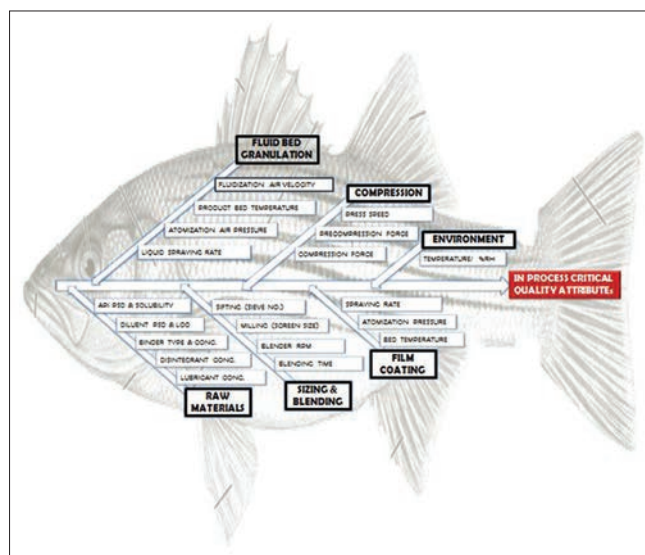 FLUID BED
GRANULATION
FLUIDIZATION AIR VELOCITY
PRODUCT BED TEMPERATURE
ATOMIZATION AIR PRESSURE
LIQUID SPRAYING RATE
COMPRESSION
PRESS SPEED
PRECOMPRESSION FORCE
COMPRESSION FORCE
ENVIRONMENT
TEMPERATURE/ %RH
IN PROCESS CRITICAL
QUALITY ATTRIBUTEs
API PSD & SOLUBILITY
DILUENT PSD & LOD
BINDER TYPE & CONC.
DISINTEGRANT CONC.
LUBRICANT CONC.
RAW
MATERIALS
SIFTING (SIEVE NO.)
MILLING (SCREEN SIZE)
BLENDER RPM
BLENDING TIME
SIZING &
BLENDING
SPRAYING RATE
ATOMIZATION PRESSURE
BED TEMPERATURE
FILM
COATING